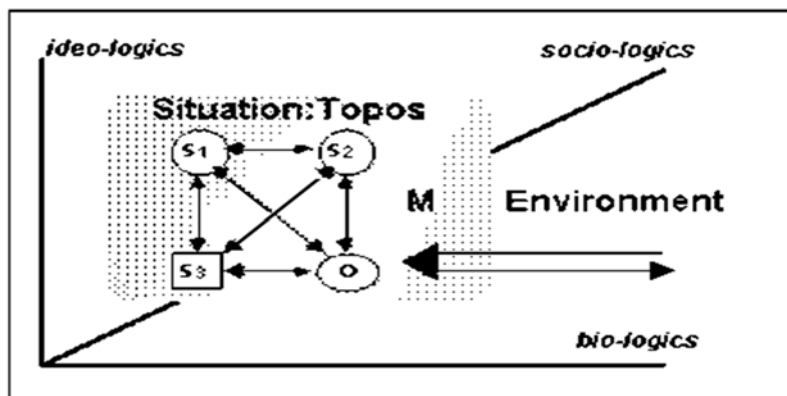 ideo-logics
socio-logics
Situation:Topos
S1 S2
M Environment
S3 O
bio-logics